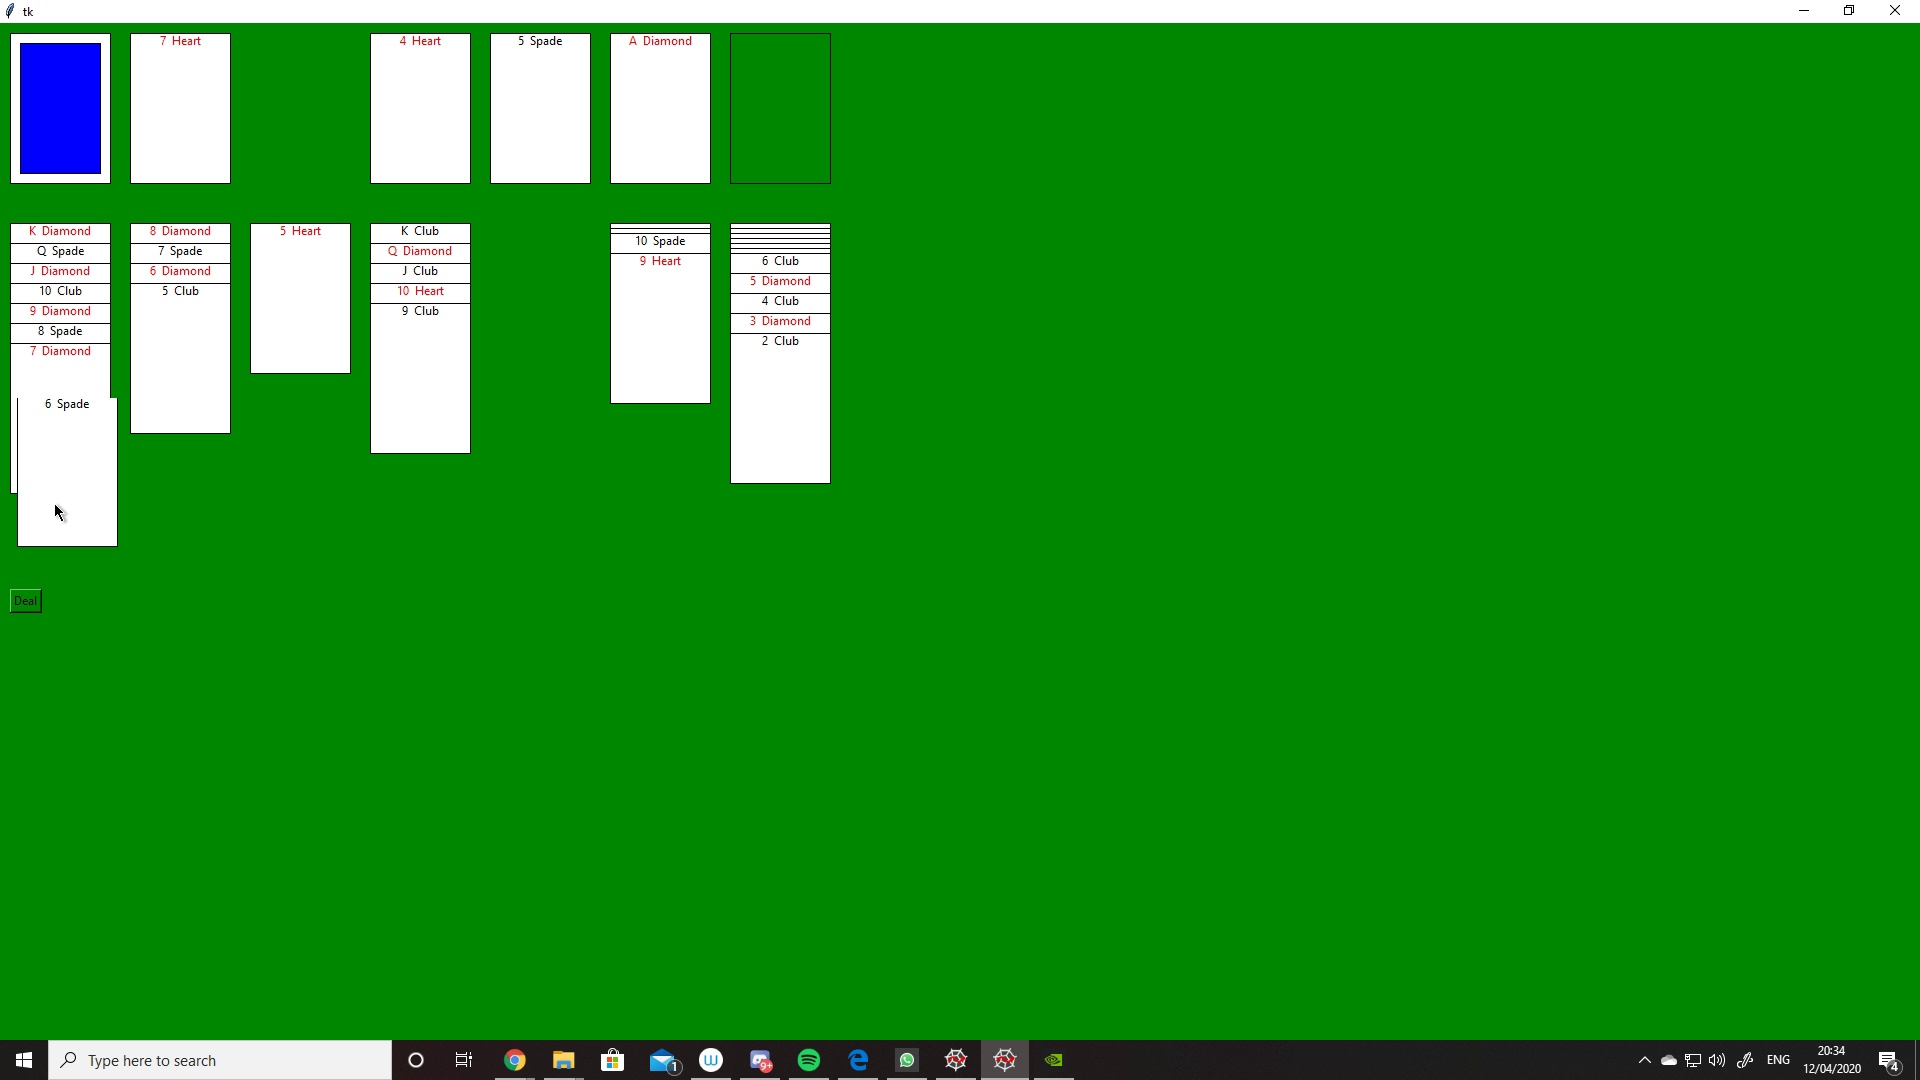 tk
7 Heart
4 Heart
5 Spade
A Diamond
K Diamond
Q Spade
J Diamond
10 Club
9 Diamond
8 Spade
7 Diamond
6 Spade
8 Diamond
7 Spade
6 Diamond
5 Club
5 Heart
K Club
Q Diamond
J Club
10 Heart
9 Club
10 Spade
9 Heart
6 Club
5 Diamond
4 Club
3 Diamond
2 Club
Deal
Type here to search
1
W
9+
ENG
20:34
12/04/2020
4